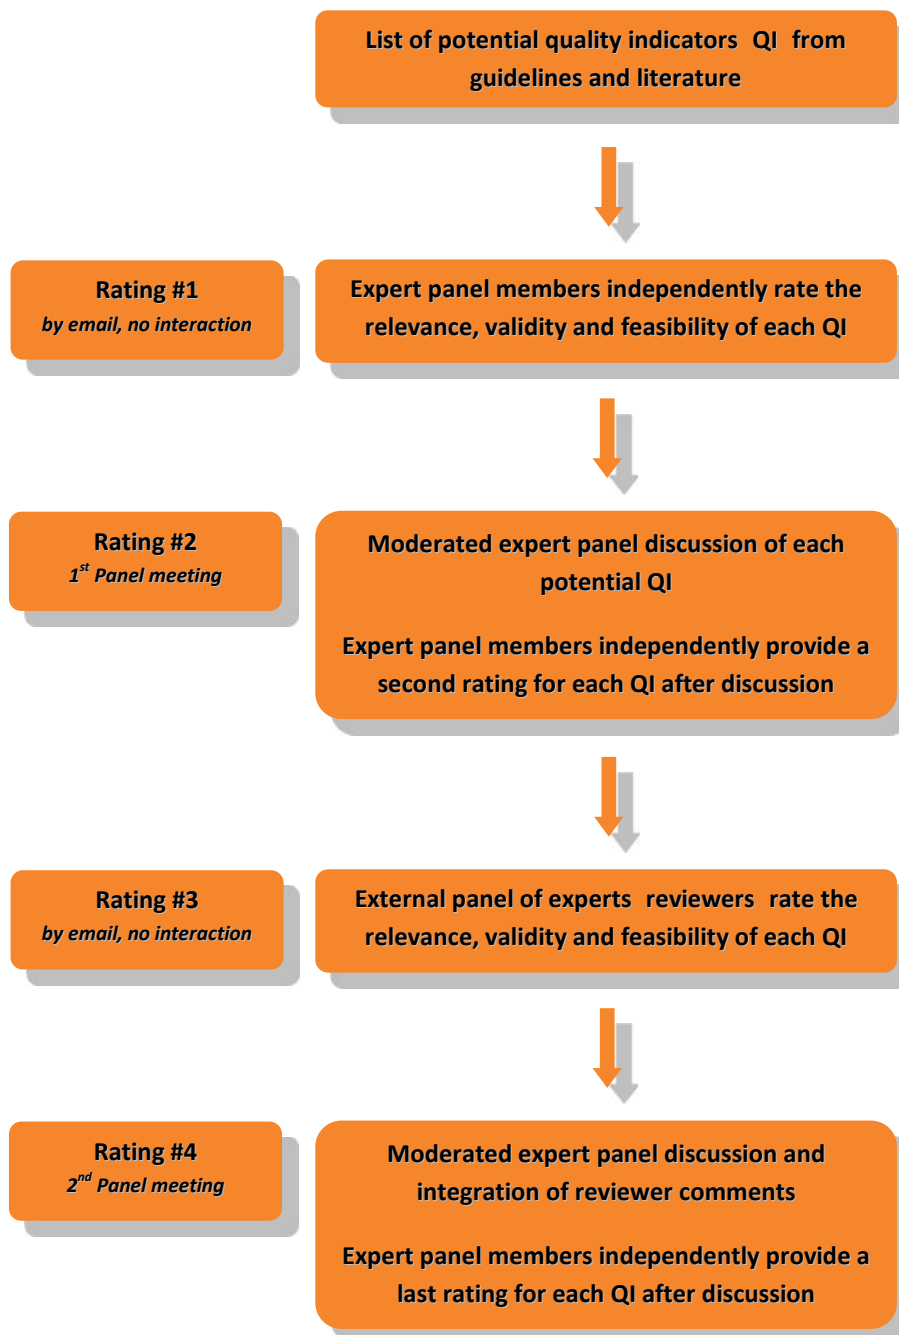 List of potential quality indicators QI from
guidelines and literature
Rating #1
by email, no interaction
Expert panel members independently rate the
relevance, validity and feasibility of each QI
Rating #2
1st Panel meeting
Moderated expert panel discussion of each
potential QI
Expert panel members independently provide a
second rating for each QI after discussion
Rating #3
by email, no interaction
External panel of experts reviewers rate the
relevance, validity and feasibility of each QI
Rating #4
2nd Panel meeting
Moderated expert panel discussion and
integration of reviewer comments
Expert panel members independently provide a
last rating for each QI after discussion